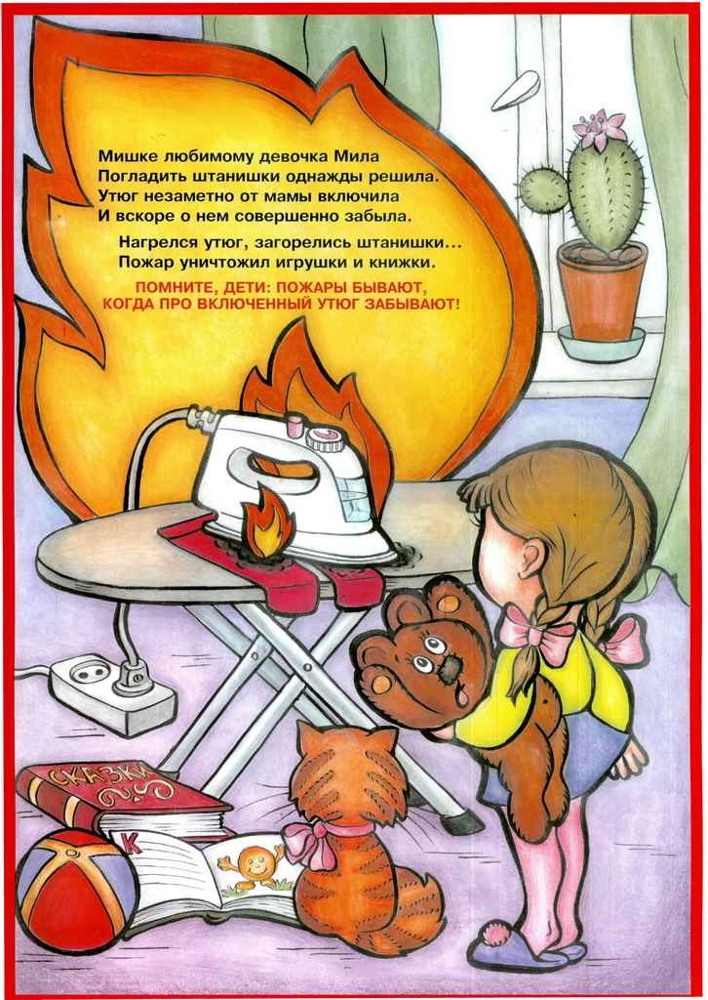 Мишке любимому девочка Мила
Погладить штанишки однажды решила.
Утюг незаметно от мамы включила
И вскоре о нем совершенно забыла.
Нагрелся утюг, загорелись штанишки...
Пожар уничтожил игрушки и книжки.
ПОМНИТЕ, ДЕТИ: ПОЖАРЫ БЫВАЮТ,
КОГДА ПРО ВКЛЮЧЕННЫЙ УТЮГ ЗАБЫВАЮТ!
СКАЗКИ
К